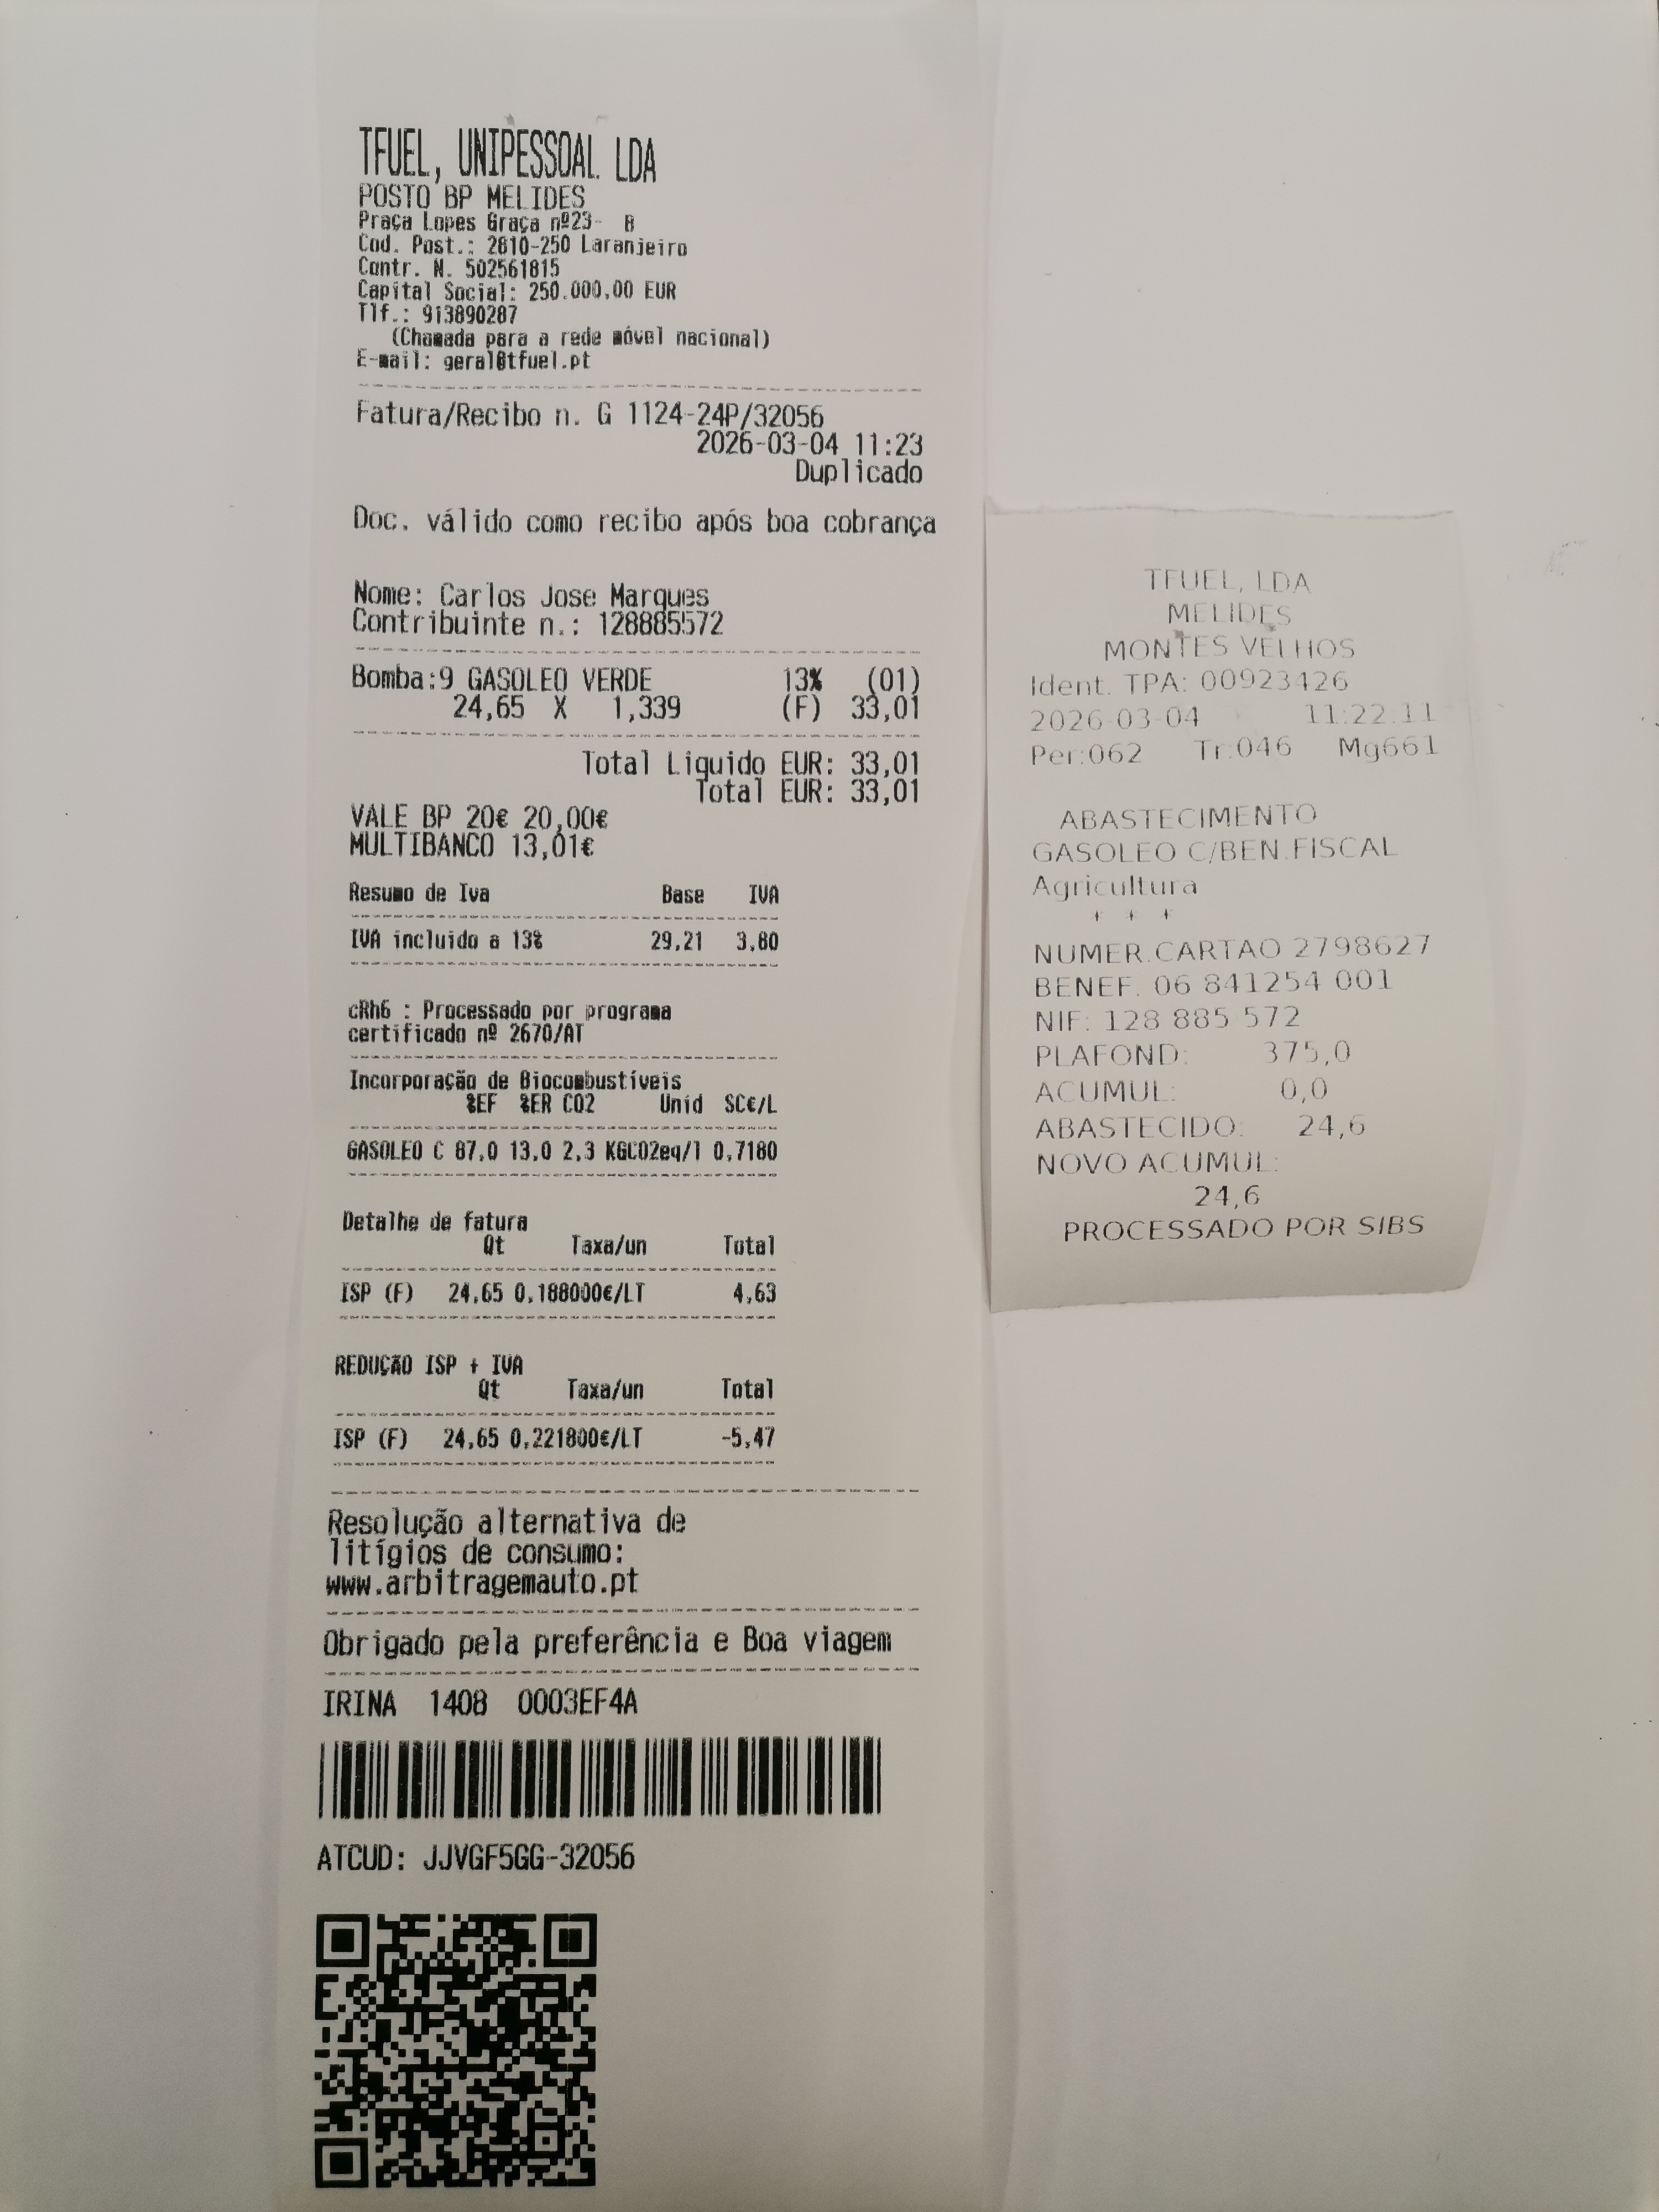 TFUEL, UNIPESSOAL. LDA
POSTO BP MELIDES
Praça Lopes Graça nº23- B
Cod. Post.: 2810-250 Laranjeiro
Contr. N. 502561815
Capital Social: 250.000,00 EUR
Tlf.: 913890287
(Chamada para a rede móvel nacional)
E-mail: geral@tfuel.pt
Fatura/Recibo n. G 1124-24P/32056
2026-03-04 11:23
Duplicado
Doc. válido como recibo após boa cobrança
Nome: Carlos Jose Marques
Contribuinte n.: 128885572
Bomba:9 GASOLEO VERDE 13% (01)
24,65 X 1,339 (F) 33,01
Total Liquido EUR: 33,01
Total EUR: 33,01
VALE BP 20€ 20,00€
MULTIBANCO 13,01€
Resumo de Iva Base IVA
IVA incluido a 13% 29,21 3,80
cRh6 : Processado por programa
certificado nº 2670/AT
Incorporação de Biocombustíveis
%EF %ER CO2 Unid SC€/L
GASOLEO C 87,0 13,0 2,3 KGCO2eq/l 0,7180
Detalhe de fatura
Qt Taxa/un Total
ISP (F) 24,65 0,188000€/LT 4,63
REDUÇÃO ISP + IVA
Qt Taxa/un Total
ISP (F) 24,65 0,221800€/LT -5,47
Resolução alternativa de
litígios de consumo:
www.arbitragemauto.pt
Obrigado pela preferência e Boa viagem
IRINA 1408 0003EF4A
ATCUD: JJVGF5GG-32056
TFUEL, LDA
MELIDES
MONTES VELHOS
Ident. TPA: 00923426
2026-03-04 11:22:11
Per:062 Tr:046 Mg661
ABASTECIMENTO
GASOLEO C/BEN.FISCAL
Agricultura
* * *
NUMER.CARTAO 2798627
BENEF. 06 841254 001
NIF: 128 885 572
PLAFOND: 375,0
ACUMUL: 0,0
ABASTECIDO: 24,6
NOVO ACUMUL:
24,6
PROCESSADO POR SIBS